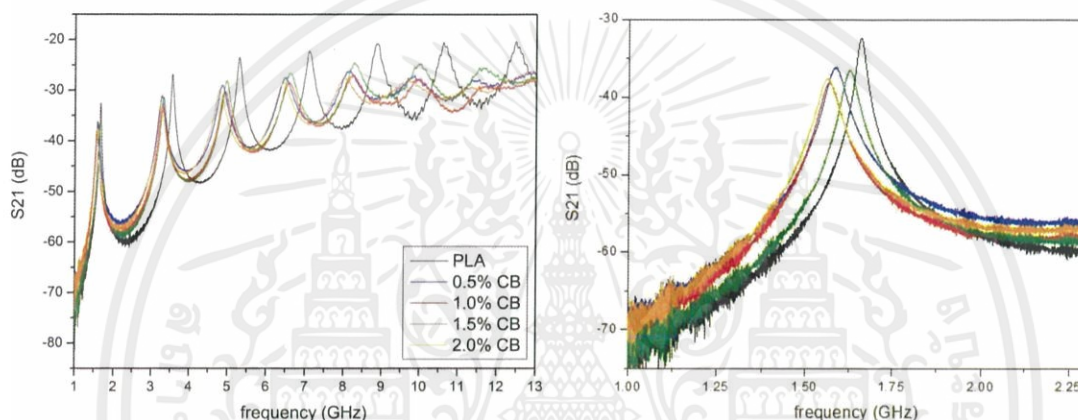 -20
-30
-40
-50
-60
-70
-80
S21 (dB)
PLA
0.5% CB
1.0% CB
1.5% CB
2.0% CB
1 2 3 4 5 6 7 8 9 10 11 12 13
frequency (GHz)
-30
-40
-50
-60
-70
S21 (dB)
1.00 1.25 1.50 1.75 2.00 2.25
frequency (GHz)